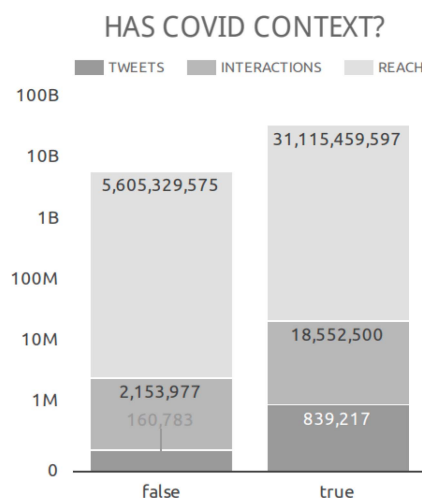 HAS COVID CONTEXT?
TWEETS INTERACTIONS REACH
100B
10B
1B
100M
10M
1M
0
5,605,329,575
2,153,977
160,783
31,115,459,597
18,552,500
839,217
false true